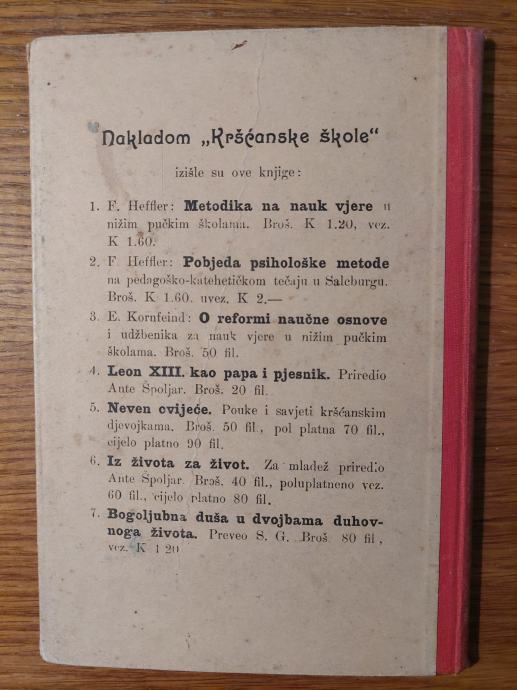 Nakladom „Kršćanske škole“
izišle su ove knjige:
1. F. Heffler: Metodika na nauk vjere u
nižim pučkim školama. Broš. K 1.20, vez.
K 1.60.
2. F. Heffler: Pobjeda psihološke metode
na pedagoško-katehetičkom tečaju u Salcburgu.
Broš. K 1.60. uvez. K 2.—
3. E. Kornfeind: O reformi naučne osnove
i udžbenika za nauk vjere u nižim pučkim
školama. Broš. 50 fil.
4. Leon XIII. kao papa i pjesnik. Priredio
Ante Špoljar. Broš. 20 fil.
5. Neven cvijeće. Pouke i savjeti kršćanskim
djevojkama. Broš. 50 fil., pol platna 70 fil.,
cijelo platno 90 fil.
6. Iz života za život. Za mladež priredio
Ante Špoljar. Broš. 40 fil., poluplatneno vez.
60 fil., cijelo platno 80 fil.
7. Bogoljubna duša u dvojbama duhov-
noga života. Preveo S. G. Broš 80 fil,
vez. K 1 20